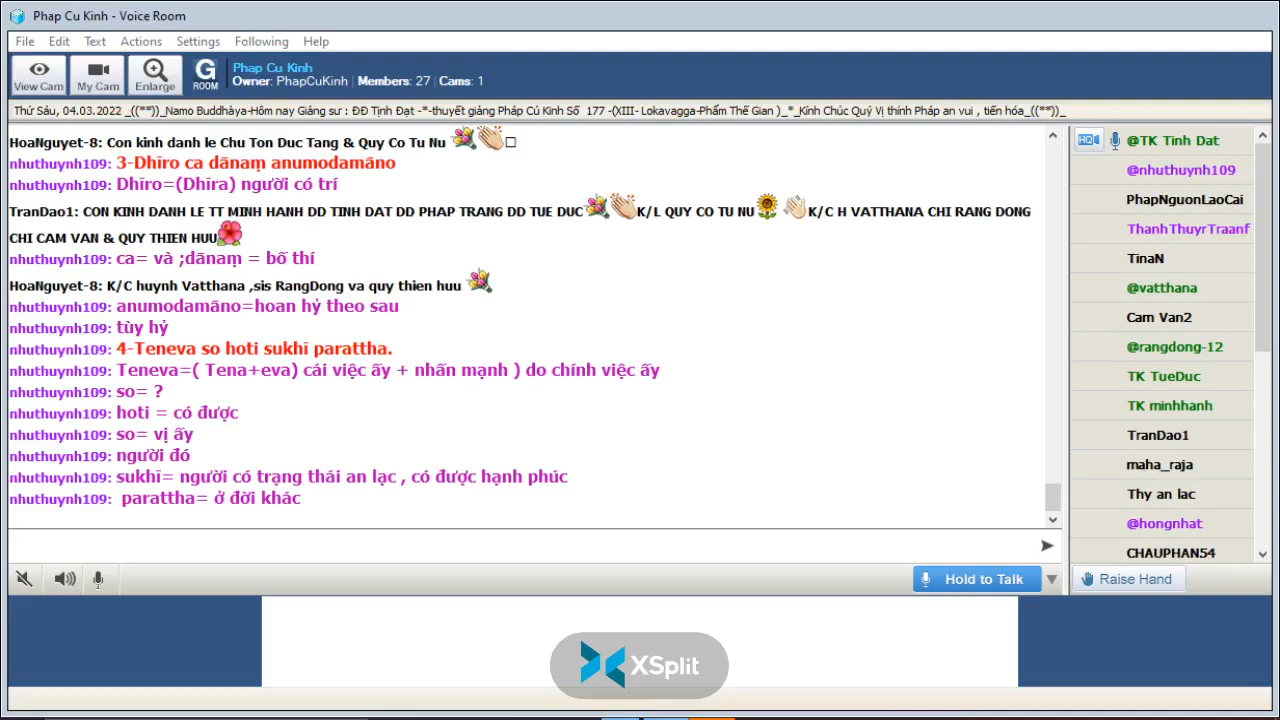 Phap Cu Kinh - Voice Room
File Edit Text Actions Settings Following Help
View Cam My Cam Enlarge G ROOM
Phap Cu Kinh
Owner: PhapCuKinh | Members: 27 | Cams: 1
Thứ Sáu, 04.03.2022 _((**))_Namo Buddhàya-Hôm nay Giảng sư : ĐĐ Tịnh Đạt -*-thuyết giảng Pháp Cú Kinh Số 177 -(XIII- Lokavagga-Phẩm Thế Gian )_*_Kính Chúc Quý Vị thính Pháp an vui , tiến hóa_((**))_
HoaNguyet-8: Con kinh danh le Chu Ton Duc Tang & Quy Co Tu Nu
nhuthuynh109: 3-Dhīro ca dānaṃ anumodamāno
nhuthuynh109: Dhīro=(Dhīra) người có trí
TranDao1: CON KINH DANH LE TT MINH HANH DD TINH DAT DD PHAP TRANG DD TUE DUC K/L QUY CO TU NU K/C H VATTHANA CHI RANG DONG
CHI CAM VAN & QUY THIEN HUU
nhuthuynh109: ca= và ;dānaṃ = bố thí
HoaNguyet-8: K/C huynh Vatthana ,sis RangDong va quy thien huu
nhuthuynh109: anumodamāno=hoan hỷ theo sau
nhuthuynh109: tùy hỷ
nhuthuynh109: 4-Teneva so hoti sukhī parattha.
nhuthuynh109: Teneva=( Tena+eva) cái việc ấy + nhấn mạnh ) do chính việc ấy
nhuthuynh109: so= ?
nhuthuynh109: hoti = có được
nhuthuynh109: so= vị ấy
nhuthuynh109: người đó
nhuthuynh109: sukhī= người có trạng thái an lạc , có được hạnh phúc
nhuthuynh109: parattha= ở đời khác
HQ @TK Tinh Dat
@nhuthuynh109
PhapNguonLaoCai
ThanhThuyrTraanf
TinaN
@vatthana
Cam Van2
@rangdong-12
TK TueDuc
TK minhhanh
TranDao1
maha_raja
Thy an lac
@hongnhat
CHAUPHAN54
Hold to Talk
Raise Hand
XSplit